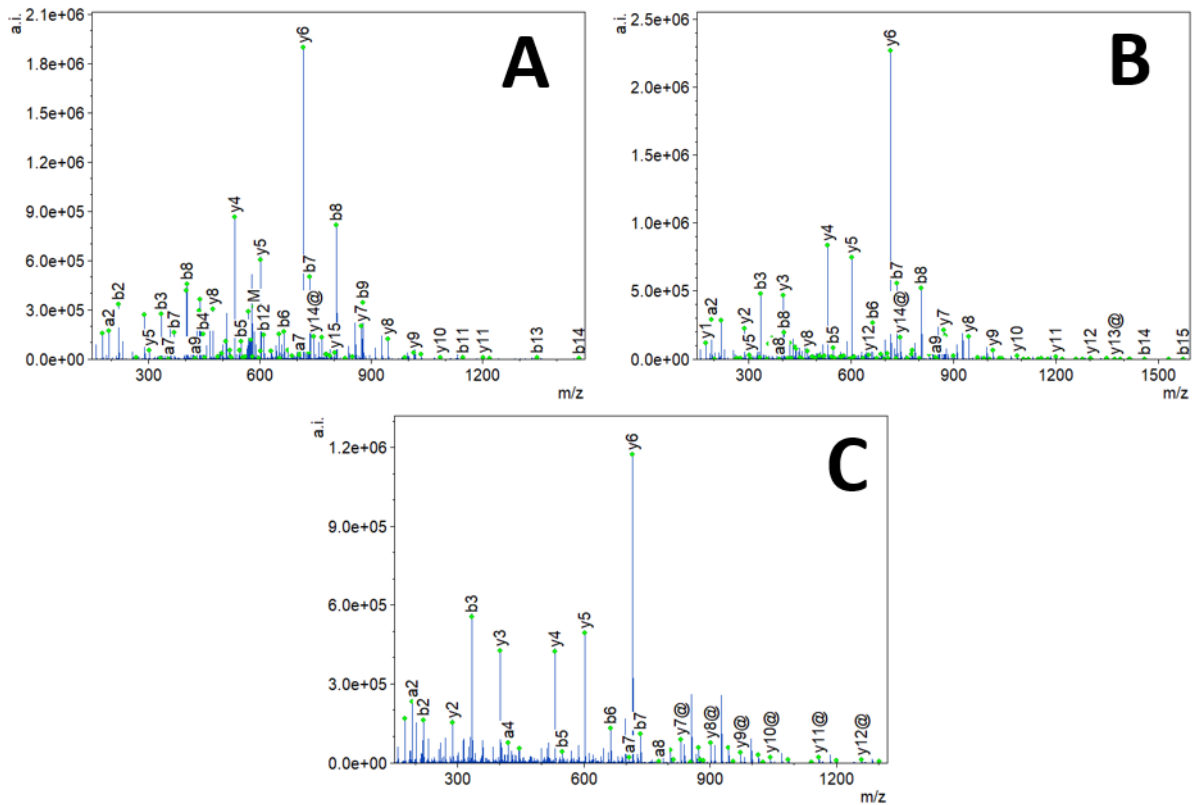 A
a.i.
2.1e+06
1.8e+06
1.5e+06
1.2e+06
9.0e+05
6.0e+05
3.0e+05
0.0e+00
300
600
900
1200
m/z
a2
b2
y5
b3
a7
b7
b8
a9
b4
y8
y4
b5
M
y5
b12
b6
y6
a7
b7
y14@
y15
b8
y7
b9
y8
y9
y10
b11
y11
b13
b14
B
a.i.
2.5e+06
2.0e+06
1.5e+06
1.0e+06
5.0e+05
0.0e+00
300
600
900
1200
1500
m/z
y1
a2
y2
y5
b3
a8
y3
b8
y8
y4
b5
y5
y12
b6
y6
b7
y14@
b8
a9
y7
y8
y9
y10
y11
y12
y13@
b14
b15
C
a.i.
1.2e+06
9.0e+05
6.0e+05
3.0e+05
0.0e+00
300
600
900
1200
m/z
a2
b2
y2
b3
y3
a4
y4
b5
y5
b6
a7
y6
b7
a8
y7@
y8@
y9@
y10@
y11@
y12@